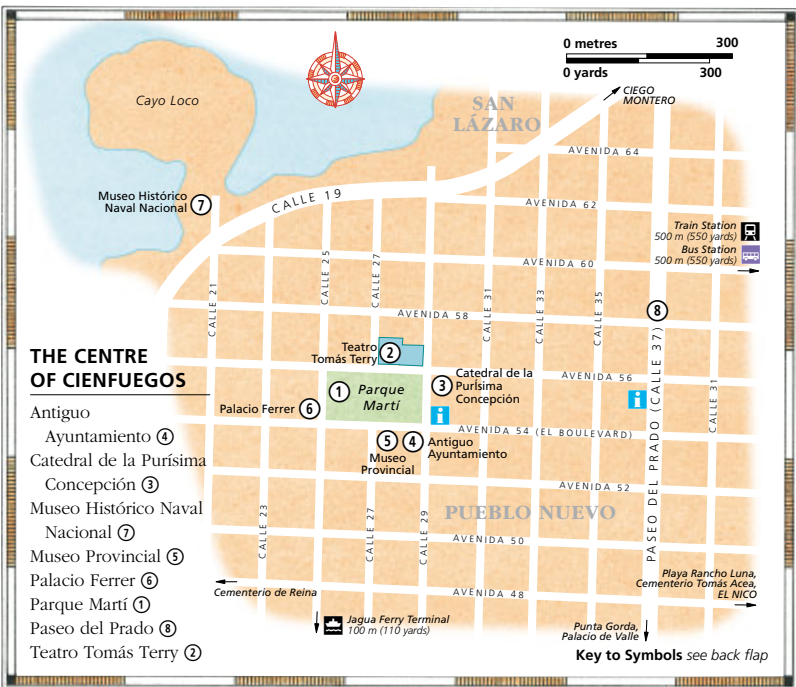 0 metres 300
0 yards 300
CIEGO
MONTERO
Cayo Loco
SAN
LÁZARO
AVENIDA 64
Museo Histórico
Naval Nacional 7
CALLE 19
AVENIDA 62
Train Station
500 m (550 yards)
Bus Station
500 m (550 yards)
AVENIDA 60
CALLE 21
CALLE 25
CALLE 27
CALLE 31
CALLE 33
CALLE 35
8
AVENIDA 58
PASEO DEL PRADO (CALLE 37)
CALLE 31
Teatro
Tomás Terry 2
AVENIDA 56
3 Catedral de la
Purísima
Concepción
1 Parque
Martí
Palacio Ferrer 6
i
i
AVENIDA 54 (EL BOULEVARD)
5 Museo
Provincial
4 Antiguo
Ayuntamiento
AVENIDA 52
PUEBLO NUEVO
CALLE 23
CALLE 27
CALLE 29
AVENIDA 50
AVENIDA 48
Cementerio de Reina
Jagua Ferry Terminal
100 m (110 yards)
Playa Rancho Luna,
Cementerio Tomás Acea,
EL NICO
Punta Gorda,
Palacio de Valle
Key to Symbols see back flap
THE CENTRE
OF CIENFUEGOS
Antiguo
Ayuntamiento 4
Catedral de la Purísima
Concepción 3
Museo Histórico Naval
Nacional 7
Museo Provincial 5
Palacio Ferrer 6
Parque Martí 1
Paseo del Prado 8
Teatro Tomás Terry 2